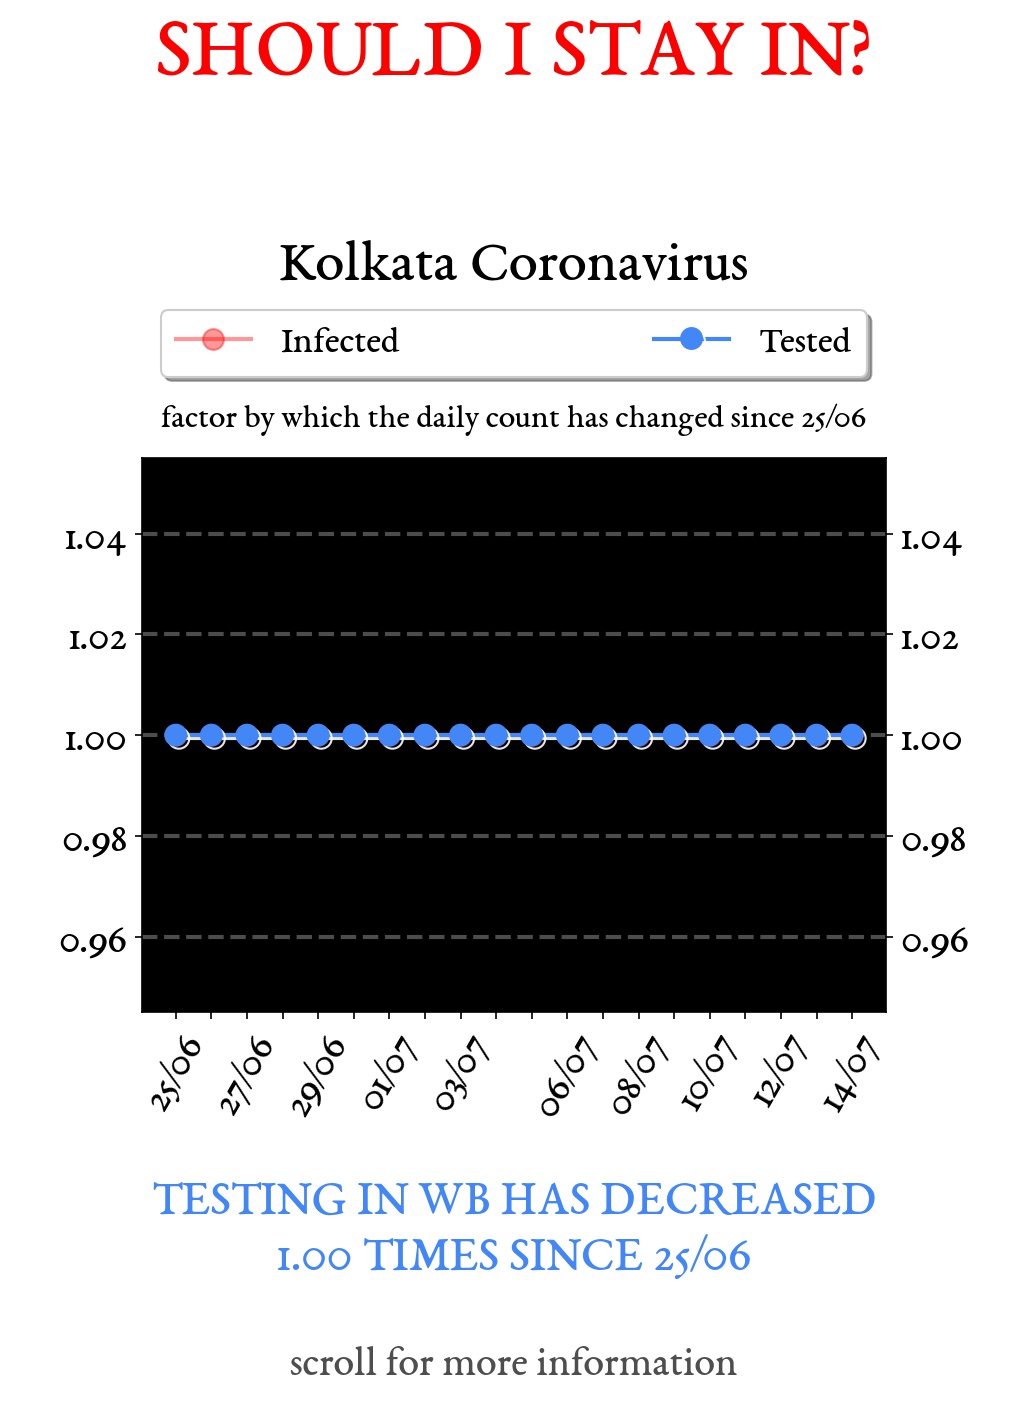 SHOULD I STAY IN?
Kolkata Coronavirus
Infected Tested
factor by which the daily count has changed since 25/06
1.04 1.04
1.02 1.02
1.00 1.00
0.98 0.98
0.96 0.96
25/06 27/06 29/06 01/07 03/07 06/07 08/07 10/07 12/07 14/07
TESTING IN WB HAS DECREASED
1.00 TIMES SINCE 25/06
scroll for more information